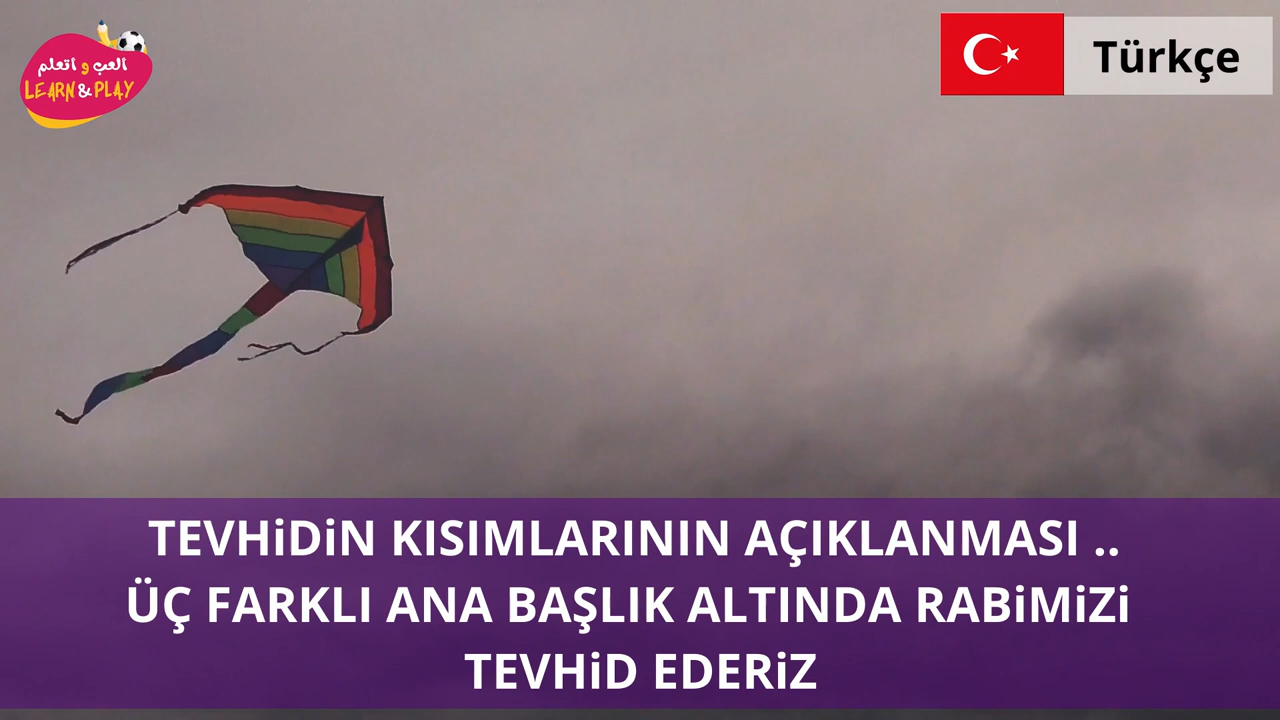 العب و اتعلم
LEARN & PLAY
Türkçe
TEVHiDiN KISIMLARININ AÇIKLANMASI ..
ÜÇ FARKLI ANA BAŞLIK ALTINDA RABiMiZi
TEVHiD EDERiZ